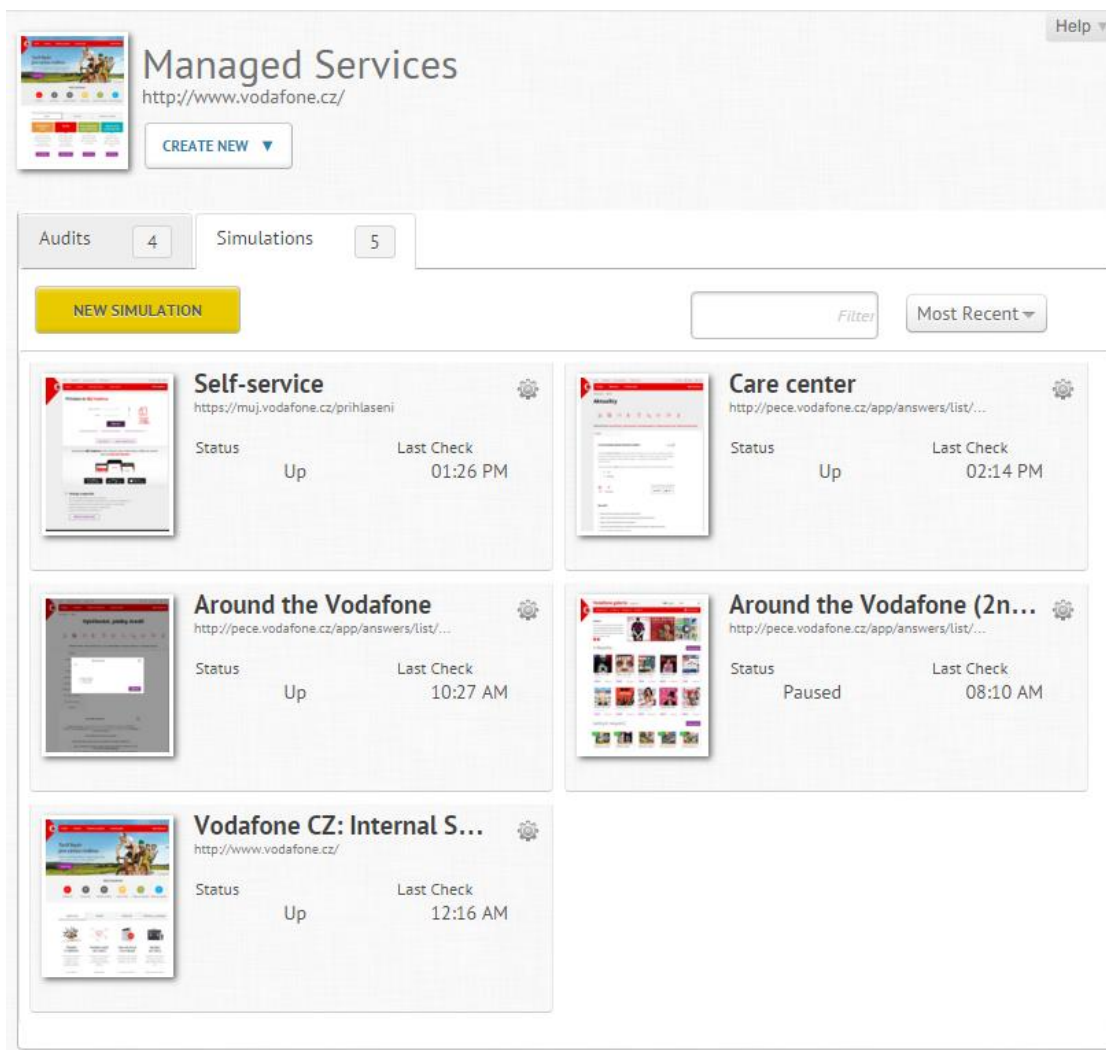 Help
Managed Services
http://www.vodafone.cz/
CREATE NEW
Audits 4 Simulations 5
NEW SIMULATION Filter Most Recent
Self-service
https://muj.vodafone.cz/prihlaseni
Status Last Check
Up 01:26 PM
Care center
http://pece.vodafone.cz/app/answers/list/...
Status Last Check
Up 02:14 PM
Around the Vodafone
http://pece.vodafone.cz/app/answers/list/...
Status Last Check
Up 10:27 AM
Around the Vodafone (2n...
http://pece.vodafone.cz/app/answers/list/...
Status Last Check
Paused 08:10 AM
Vodafone CZ: Internal S...
http://www.vodafone.cz/
Status Last Check
Up 12:16 AM